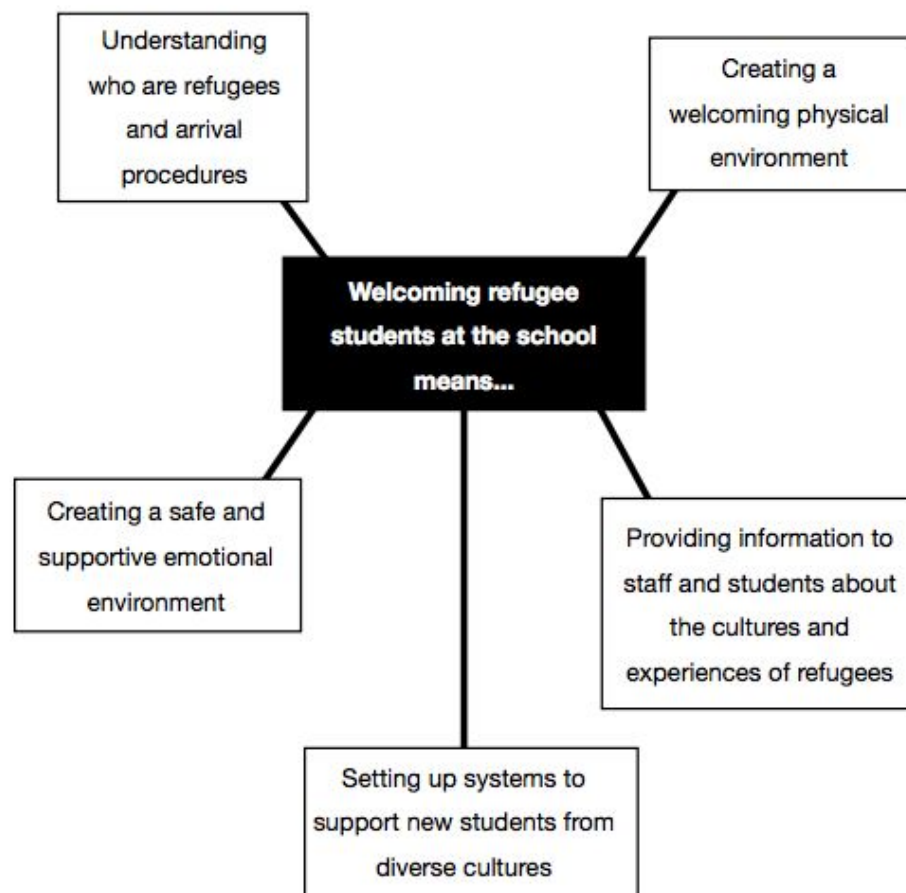 Understanding
who are refugees
and arrival
procedures
Creating a
welcoming physical
environment
Welcoming refugee
students at the school
means...
Creating a safe and
supportive emotional
environment
Providing information to
staff and students about
the cultures and
experiences of refugees
Setting up systems to
support new students from
diverse cultures